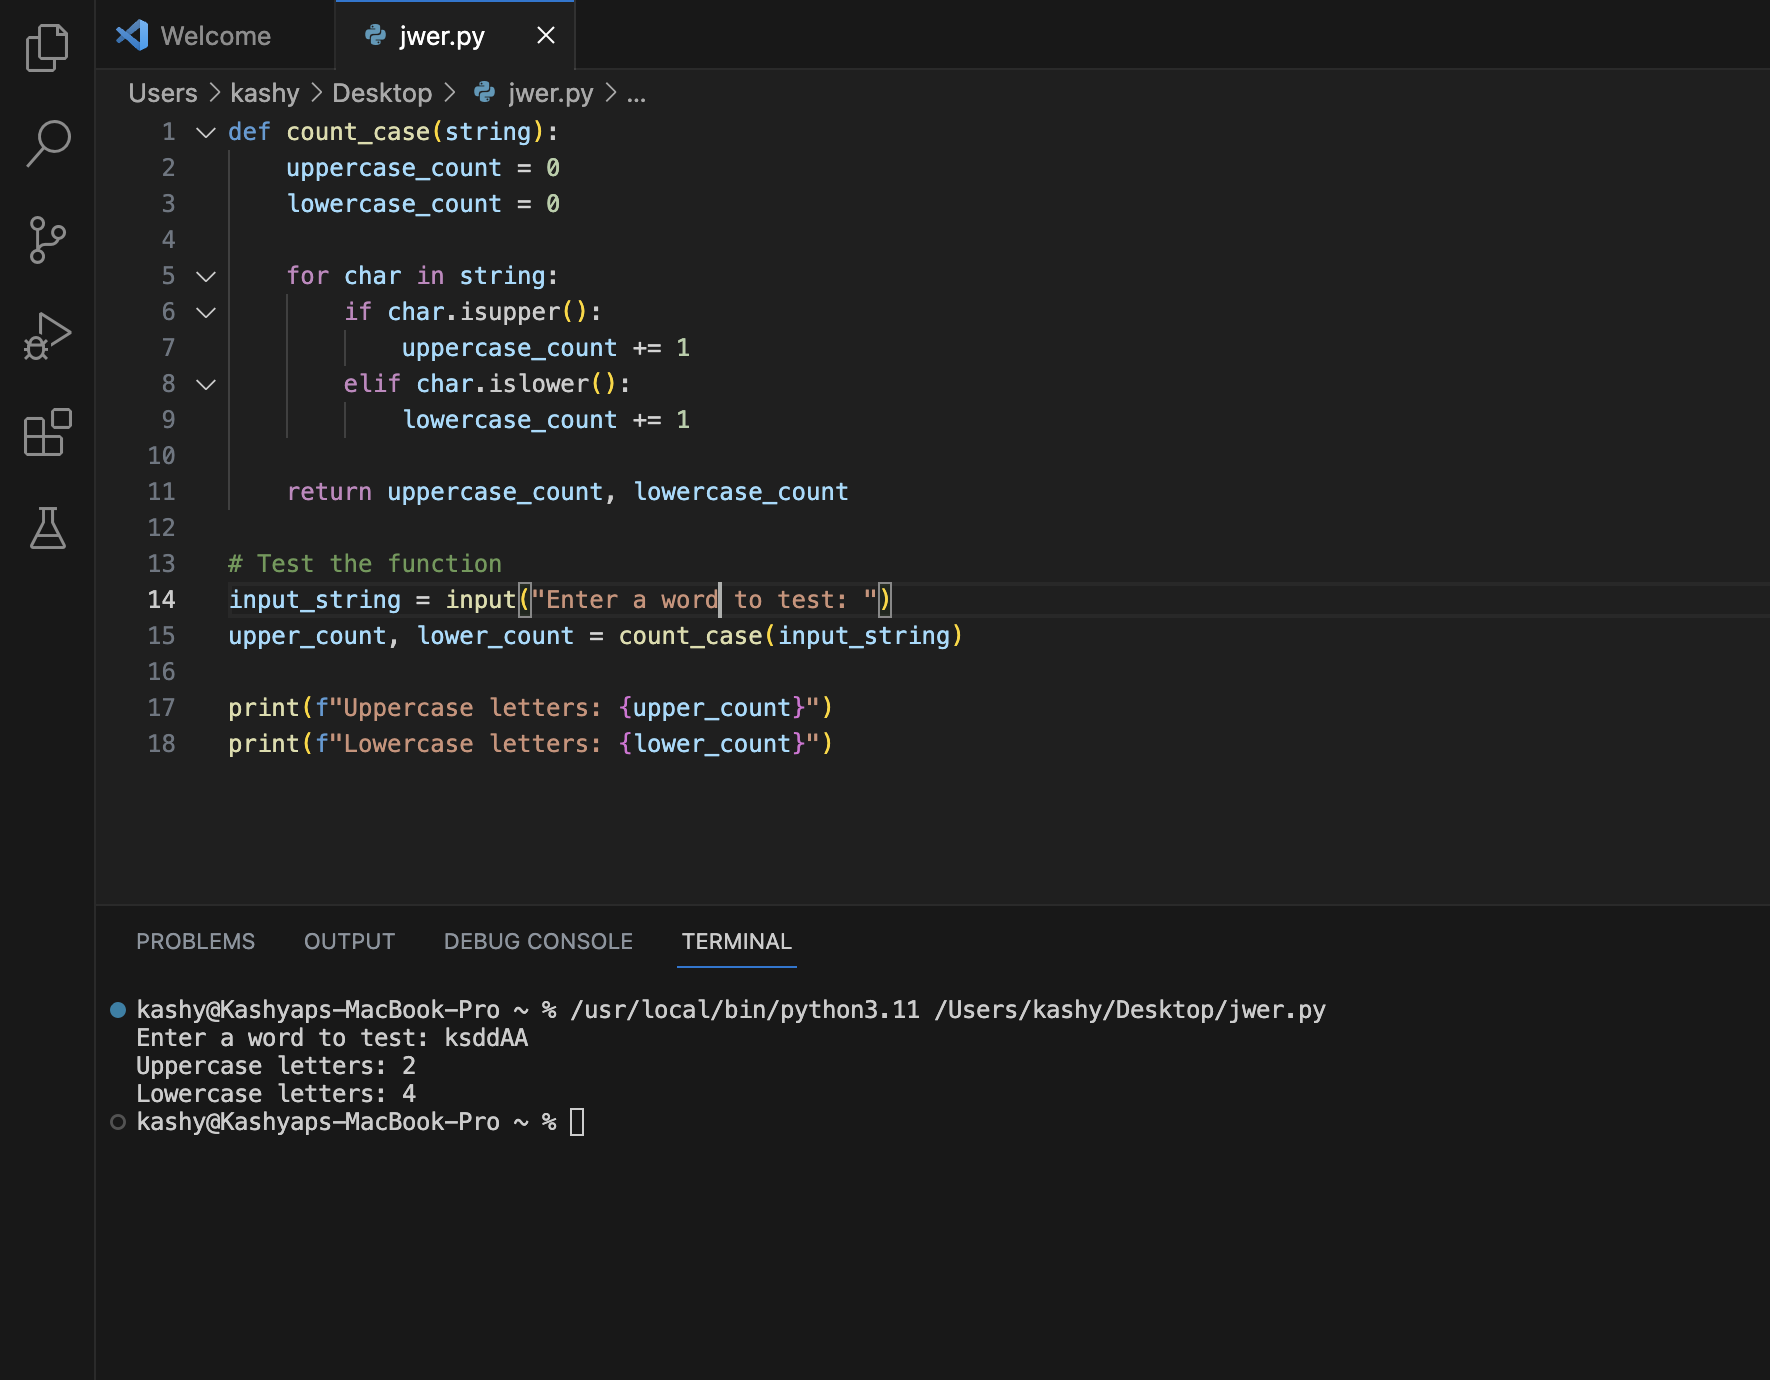 Welcome
jwer.py
Users > kashy > Desktop > jwer.py > ...
1 def count_case(string):
2     uppercase_count = 0
3     lowercase_count = 0
4
5     for char in string:
6         if char.isupper():
7             uppercase_count += 1
8         elif char.islower():
9             lowercase_count += 1
10
11     return uppercase_count, lowercase_count
12
13 # Test the function
14 input_string = input("Enter a word to test: ")
15 upper_count, lower_count = count_case(input_string)
16
17 print(f"Uppercase letters: {upper_count}")
18 print(f"Lowercase letters: {lower_count}")
PROBLEMS OUTPUT DEBUG CONSOLE TERMINAL
kashy@Kashyaps-MacBook-Pro ~ % /usr/local/bin/python3.11 /Users/kashy/Desktop/jwer.py
Enter a word to test: ksddAA
Uppercase letters: 2
Lowercase letters: 4
kashy@Kashyaps-MacBook-Pro ~ %